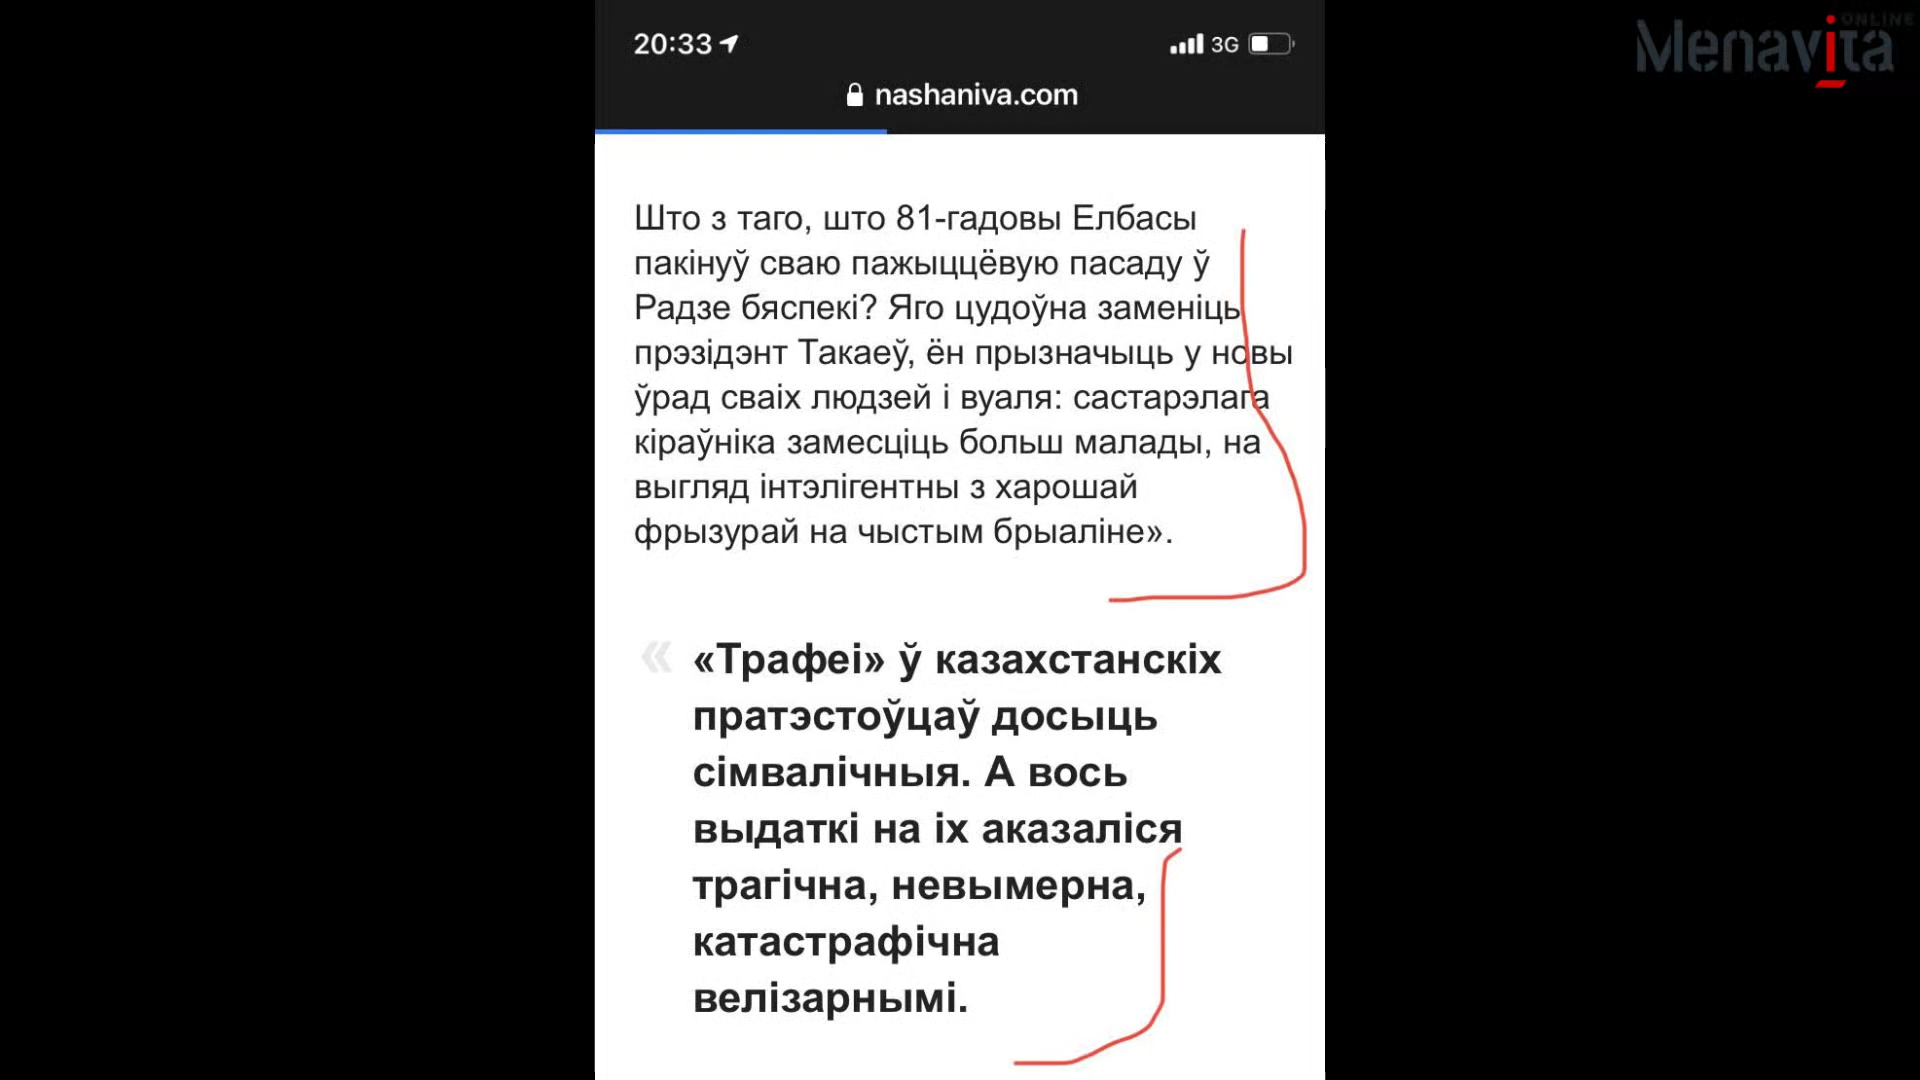 20:33
3G
nashaniva.com
ONLINE
Menavita
Што з таго, што 81-гадовы Елбасы
пакінуў сваю пажыццёвую пасаду ў
Радзе бяспекі? Яго цудоўна заменіць
прэзідэнт Такаеў, ён прызначыць у новы
ўрад сваіх людзей і вуаля: састарэлага
кіраўніка замесціць больш малады, на
выгляд інтэлігентны з харошай
фрызурай на чыстым брыаліне».
«
«Трафеі» ў казахстанскіх
пратэстоўцаў досыць
сімвалічныя. А вось
выдаткі на іх аказаліся
трагічна, невымерна,
катастрафічна
велізарнымі.